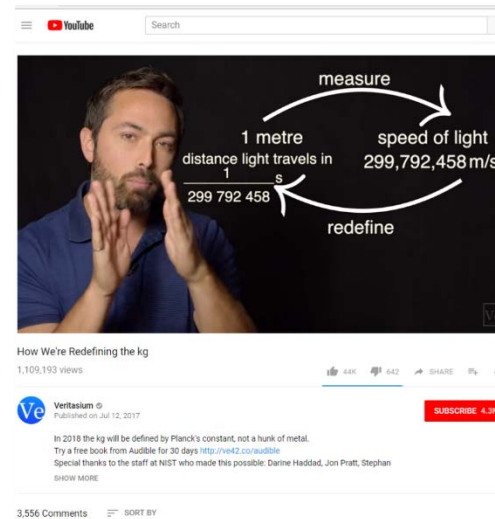 YouTube
Search
measure
1 metre
distance light travels in
1
s
299 792 458
speed of light
299,792,458 m/s
redefine
How We're Redefining the kg
1,109,193 views
44K 642 SHARE
Ve
Veritasium
Published on Jul 12, 2017
SUBSCRIBE 4.3M
In 2018 the kg will be defined by Planck's constant, not a hunk of metal.
Try a free book from Audible for 30 days http://ve42.co/audible
Special thanks to the staff at NIST who made this possible: Darine Haddad, Jon Pratt, Stephan
SHOW MORE
3,556 Comments SORT BY